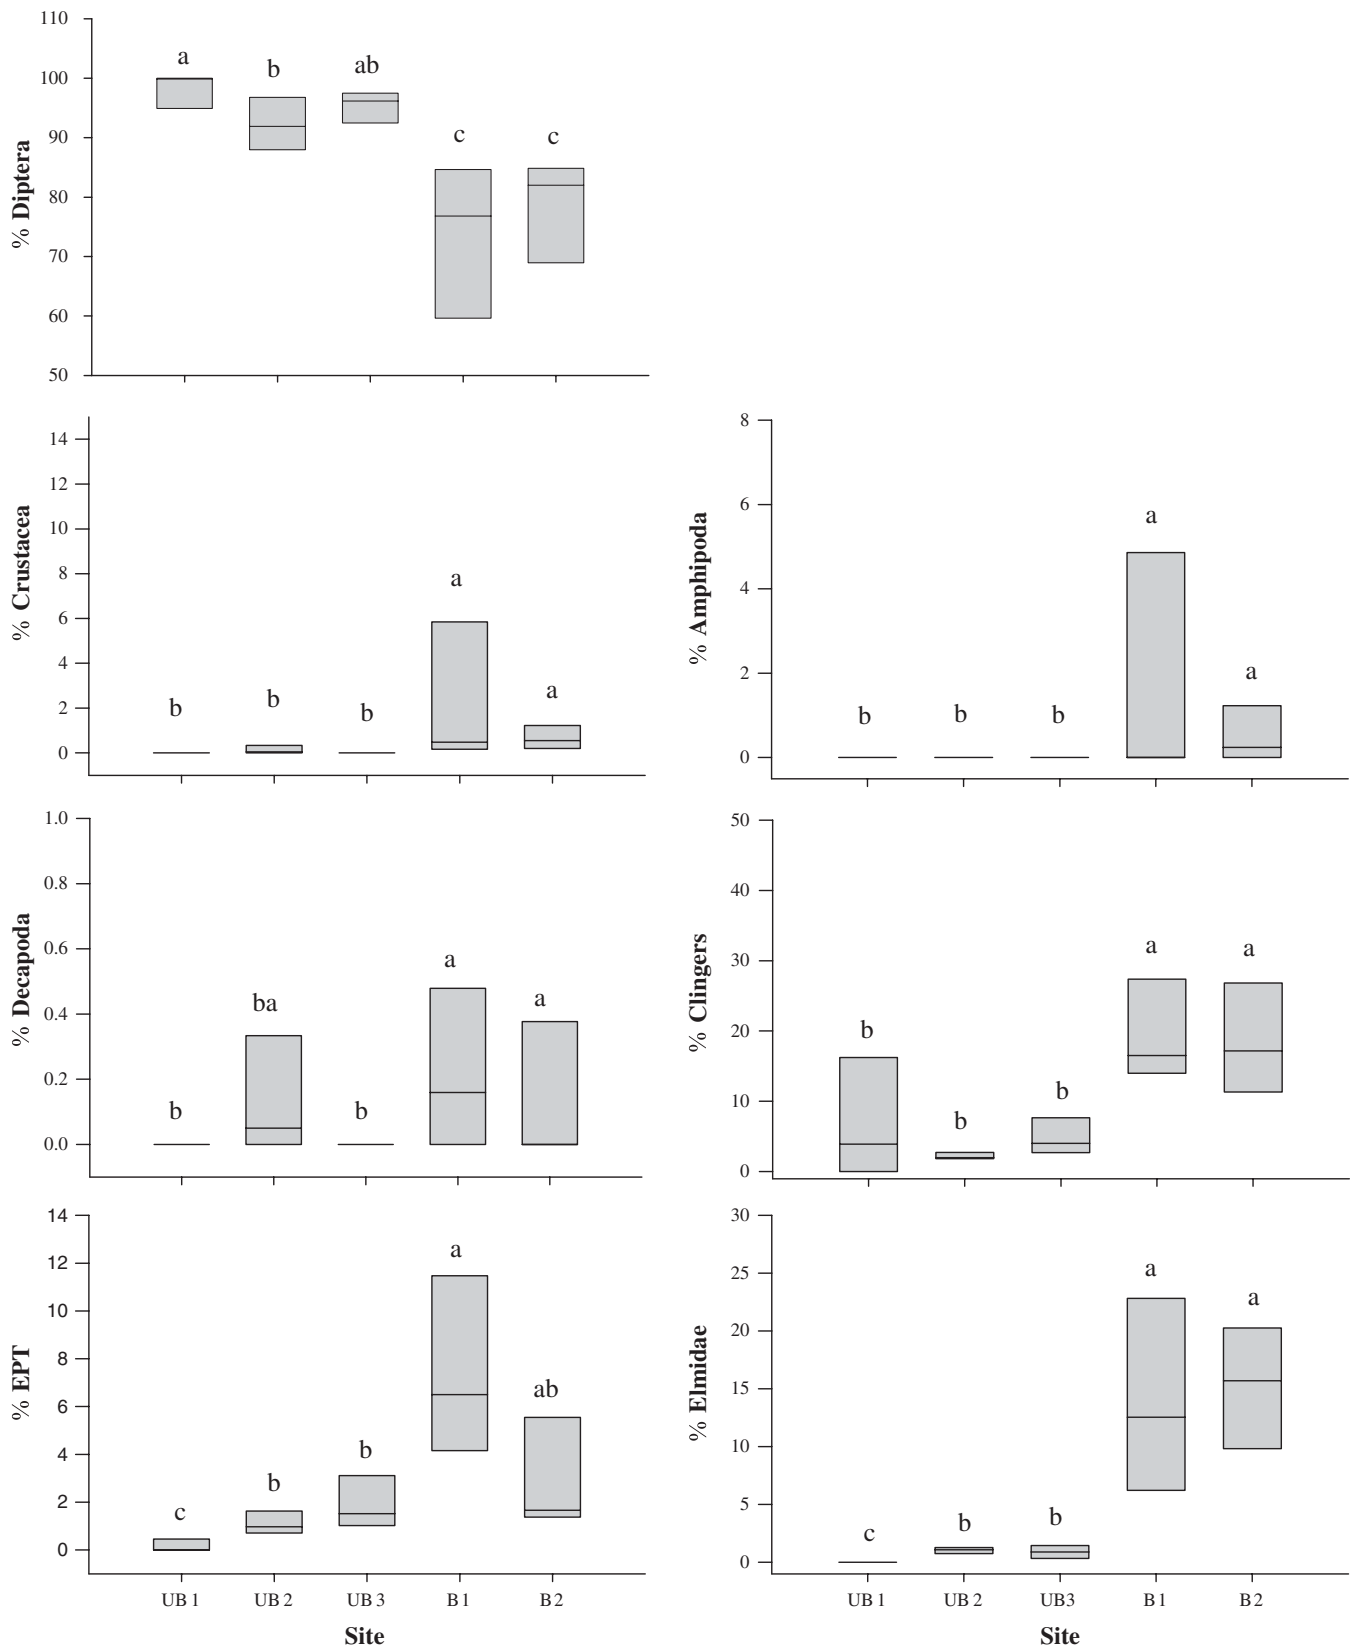 110
100
90
80
70
60
50
% Diptera
a
b
ab
c
c
14
12
10
8
6
4
2
0
% Crustacea
b
b
b
a
a
8
6
4
2
0
% Amphipoda
b
b
b
a
a
1.0
0.8
0.6
0.4
0.2
0.0
% Decapoda
b
ba
b
a
a
50
40
30
20
10
0
% Clingers
b
b
b
a
a
14
12
10
8
6
4
2
0
% EPT
c
b
b
a
ab
UB 1 UB 2 UB 3 B 1 B 2
Site
30
25
20
15
10
5
0
% Elmidae
c
b
b
a
a
UB 1 UB 2 UB3 B 1 B 2
Site